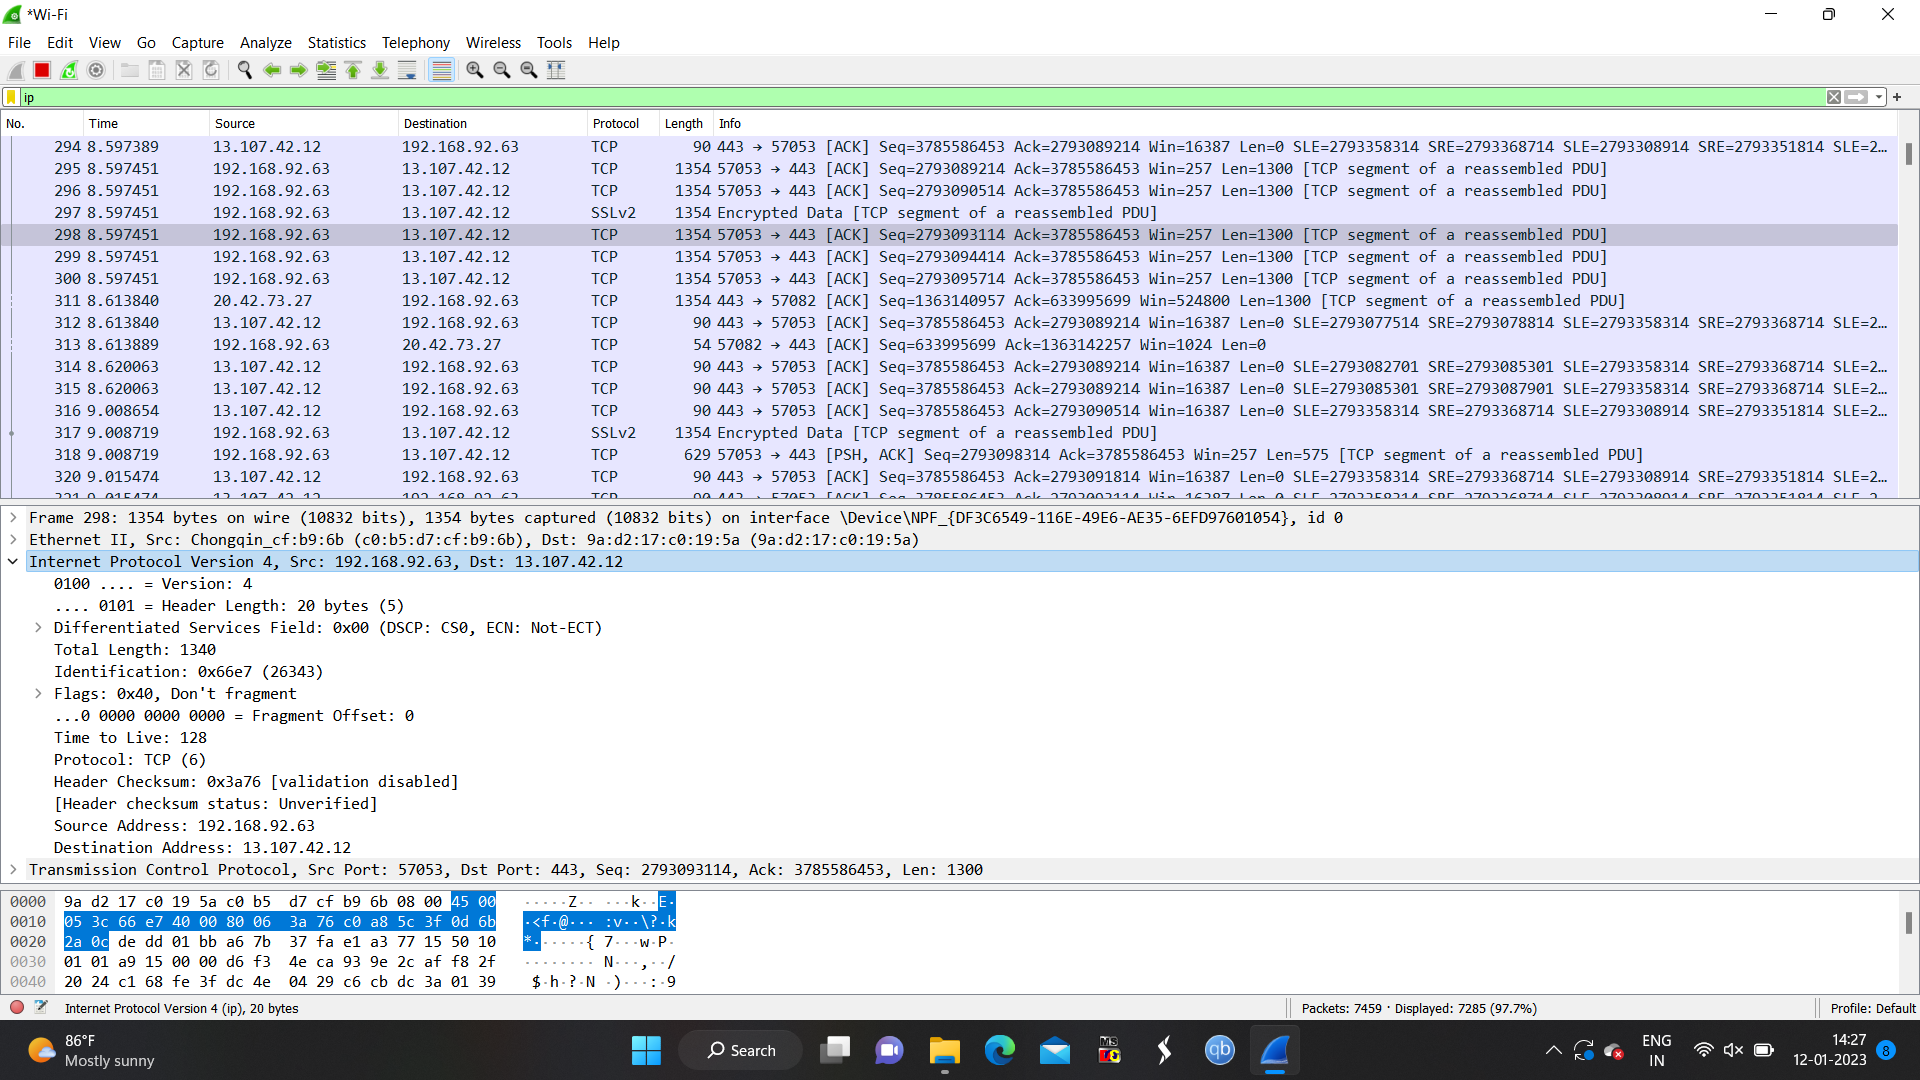 *Wi-Fi
File Edit View Go Capture Analyze Statistics Telephony Wireless Tools Help
ip
No. Time Source Destination Protocol Length Info
294 8.597389 13.107.42.12 192.168.92.63 TCP 90 443 → 57053 [ACK] Seq=3785586453 Ack=2793089214 Win=16387 Len=0 SLE=2793358314 SRE=2793368714 SLE=2793308914 SRE=2793351814 SLE=2…
295 8.597451 192.168.92.63 13.107.42.12 TCP 1354 57053 → 443 [ACK] Seq=2793089214 Ack=3785586453 Win=257 Len=1300 [TCP segment of a reassembled PDU]
296 8.597451 192.168.92.63 13.107.42.12 TCP 1354 57053 → 443 [ACK] Seq=2793090514 Ack=3785586453 Win=257 Len=1300 [TCP segment of a reassembled PDU]
297 8.597451 192.168.92.63 13.107.42.12 SSLv2 1354 Encrypted Data [TCP segment of a reassembled PDU]
298 8.597451 192.168.92.63 13.107.42.12 TCP 1354 57053 → 443 [ACK] Seq=2793093114 Ack=3785586453 Win=257 Len=1300 [TCP segment of a reassembled PDU]
299 8.597451 192.168.92.63 13.107.42.12 TCP 1354 57053 → 443 [ACK] Seq=2793094414 Ack=3785586453 Win=257 Len=1300 [TCP segment of a reassembled PDU]
300 8.597451 192.168.92.63 13.107.42.12 TCP 1354 57053 → 443 [ACK] Seq=2793095714 Ack=3785586453 Win=257 Len=1300 [TCP segment of a reassembled PDU]
311 8.613840 20.42.73.27 192.168.92.63 TCP 1354 443 → 57082 [ACK] Seq=1363140957 Ack=633995699 Win=524800 Len=1300 [TCP segment of a reassembled PDU]
312 8.613840 13.107.42.12 192.168.92.63 TCP 90 443 → 57053 [ACK] Seq=3785586453 Ack=2793089214 Win=16387 Len=0 SLE=2793077514 SRE=2793078814 SLE=2793358314 SRE=2793368714 SLE=2…
313 8.613889 192.168.92.63 20.42.73.27 TCP 54 57082 → 443 [ACK] Seq=633995699 Ack=1363142257 Win=1024 Len=0
314 8.620063 13.107.42.12 192.168.92.63 TCP 90 443 → 57053 [ACK] Seq=3785586453 Ack=2793089214 Win=16387 Len=0 SLE=2793082701 SRE=2793085301 SLE=2793358314 SRE=2793368714 SLE=2…
315 8.620063 13.107.42.12 192.168.92.63 TCP 90 443 → 57053 [ACK] Seq=3785586453 Ack=2793089214 Win=16387 Len=0 SLE=2793085301 SRE=2793087901 SLE=2793358314 SRE=2793368714 SLE=2…
316 9.008654 13.107.42.12 192.168.92.63 TCP 90 443 → 57053 [ACK] Seq=3785586453 Ack=2793090514 Win=16387 Len=0 SLE=2793358314 SRE=2793368714 SLE=2793308914 SRE=2793351814 SLE=2…
317 9.008719 192.168.92.63 13.107.42.12 SSLv2 1354 Encrypted Data [TCP segment of a reassembled PDU]
318 9.008719 192.168.92.63 13.107.42.12 TCP 629 57053 → 443 [PSH, ACK] Seq=2793098314 Ack=3785586453 Win=257 Len=575 [TCP segment of a reassembled PDU]
320 9.015474 13.107.42.12 192.168.92.63 TCP 90 443 → 57053 [ACK] Seq=3785586453 Ack=2793091814 Win=16387 Len=0 SLE=2793358314 SRE=2793368714 SLE=2793308914 SRE=2793351814 SLE=2…
Frame 298: 1354 bytes on wire (10832 bits), 1354 bytes captured (10832 bits) on interface \Device\NPF_{DF3C6549-116E-49E6-AE35-6EFD97601054}, id 0
Ethernet II, Src: Chongqin_cf:b9:6b (c0:b5:d7:cf:b9:6b), Dst: 9a:d2:17:c0:19:5a (9a:d2:17:c0:19:5a)
Internet Protocol Version 4, Src: 192.168.92.63, Dst: 13.107.42.12
0100 .... = Version: 4
.... 0101 = Header Length: 20 bytes (5)
Differentiated Services Field: 0x00 (DSCP: CS0, ECN: Not-ECT)
Total Length: 1340
Identification: 0x66e7 (26343)
Flags: 0x40, Don't fragment
...0 0000 0000 0000 = Fragment Offset: 0
Time to Live: 128
Protocol: TCP (6)
Header Checksum: 0x3a76 [validation disabled]
[Header checksum status: Unverified]
Source Address: 192.168.92.63
Destination Address: 13.107.42.12
Transmission Control Protocol, Src Port: 57053, Dst Port: 443, Seq: 2793093114, Ack: 3785586453, Len: 1300
0000 9a d2 17 c0 19 5a c0 b5 d7 cf b9 6b 08 00 45 00 ·····Z·· ···k··E·
0010 05 3c 66 e7 40 00 80 06 3a 76 c0 a8 5c 3f 0d 6b ·<f·@··· :v··\?·k
0020 2a 0c de dd 01 bb a6 7b 37 fa e1 a3 77 15 50 10 *······{ 7···w·P·
0030 01 01 a9 15 00 00 d6 f3 4e ca 93 9e 2c af f8 2f ········ N···,··/
0040 20 24 c1 68 fe 3f dc 4e 04 29 c6 cb dc 3a 01 39 $·h·?·N ·)···:·9
Internet Protocol Version 4 (ip), 20 bytes
Packets: 7459 · Displayed: 7285 (97.7%)
Profile: Default
86°F
Mostly sunny
Search
MS
qb
ENG
IN
14:27
12-01-2023
8